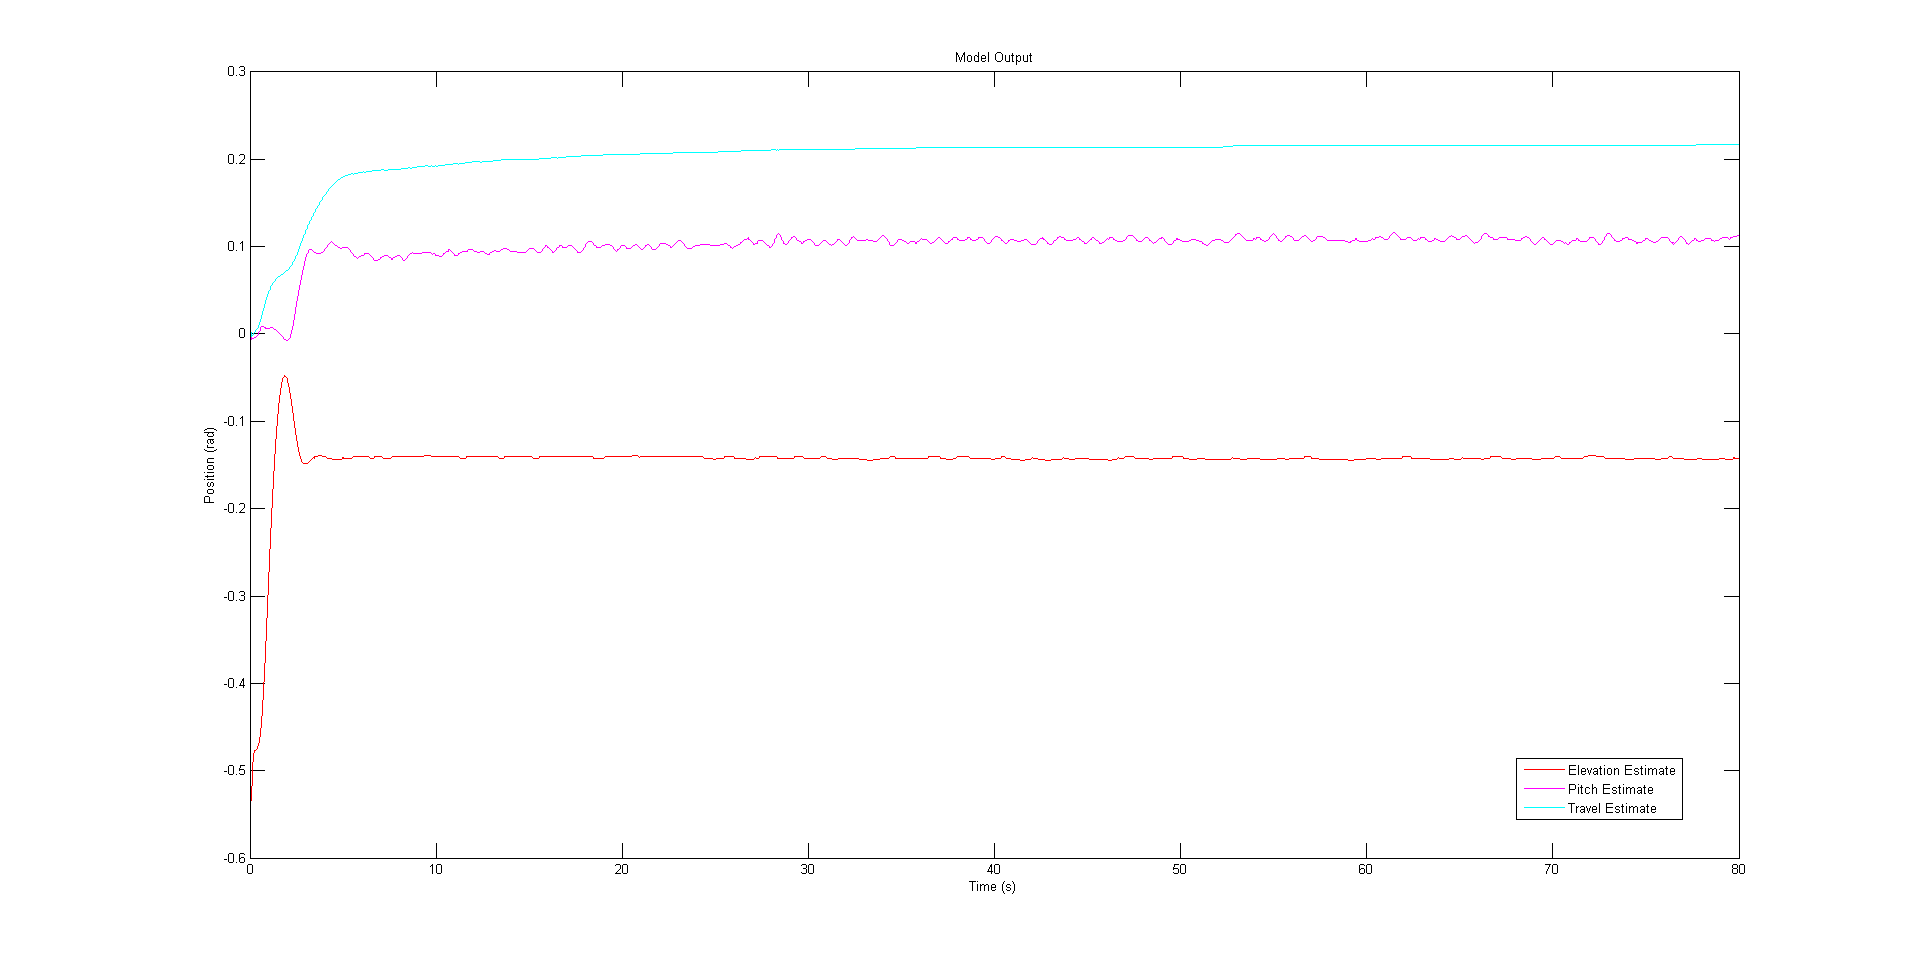 Model Output
0.3
0.2
0.1
0
-0.1
-0.2
-0.3
-0.4
-0.5
-0.6
Position (rad)
0 10 20 30 40 50 60 70 80
Time (s)
Elevation Estimate
Pitch Estimate
Travel Estimate